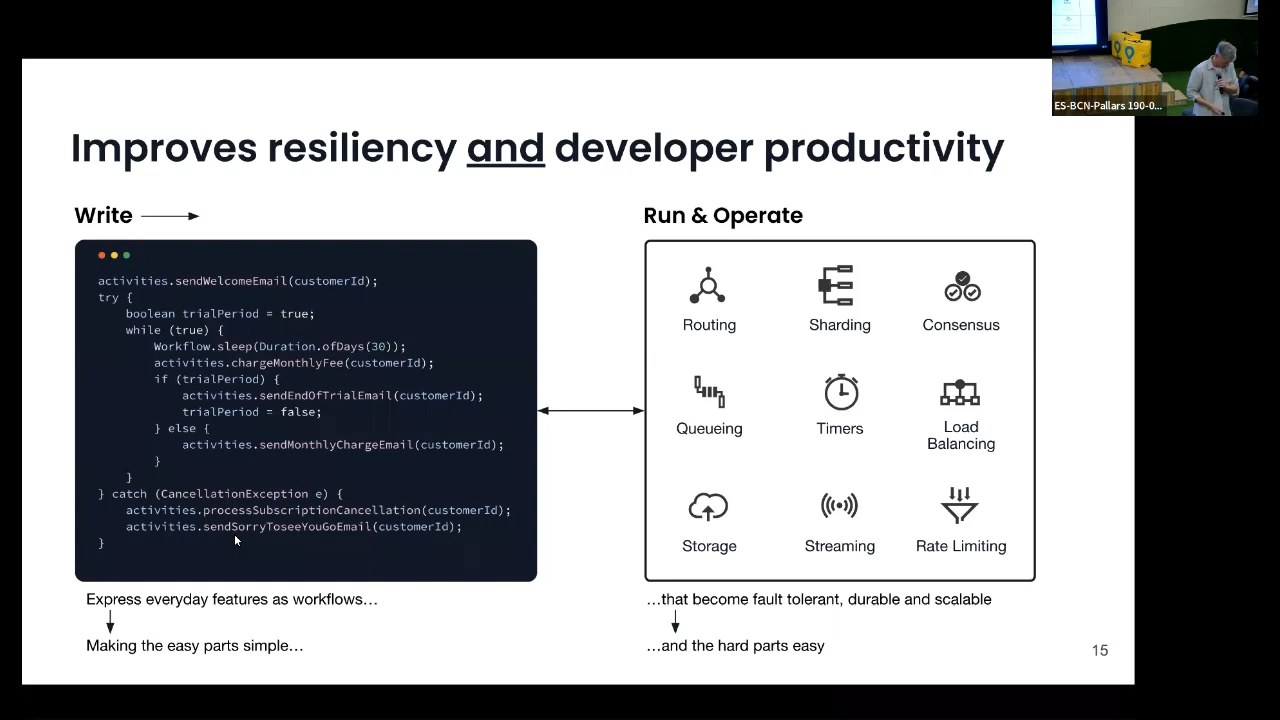 ES-BCN-Pallars 190-0...
Improves resiliency and developer productivity
Write
activities.sendWelcomeEmail(customerId);
try {
boolean trialPeriod = true;
while (true) {
Workflow.sleep(Duration.ofDays(30));
activities.chargeMonthlyFee(customerId);
if (trialPeriod) {
activities.sendEndOfTrialEmail(customerId);
trialPeriod = false;
} else {
activities.sendMonthlyChargeEmail(customerId);
}
}
} catch (CancellationException e) {
activities.processSubscriptionCancellation(customerId);
activities.sendSorryToseeYouGoEmail(customerId);
}
Express everyday features as workflows…
Making the easy parts simple…
Run & Operate
Routing
Sharding
Consensus
Queueing
Timers
Load
Balancing
Storage
Streaming
Rate Limiting
…that become fault tolerant, durable and scalable
…and the hard parts easy
15